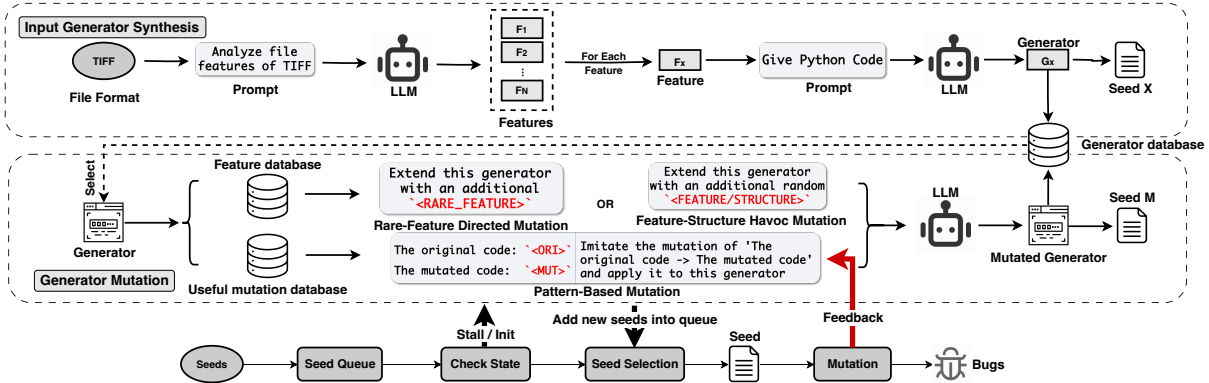 Input Generator Synthesis
TIFF
File Format
Analyze file
features of TIFF
Prompt
LLM
F1
F2
⋮
FN
Features
For Each
Feature
Fx
Feature
Give Python Code
Prompt
LLM
Generator
Gx
Seed X
Generator database
Select
Generator
Generator Mutation
Feature database
Useful mutation database
Extend this generator
with an additional
`<RARE_FEATURE>`
Rare-Feature Directed Mutation
OR
Extend this generator
with an additional random
`<FEATURE/STRUCTURE>`
Feature-Structure Havoc Mutation
The original code: `<ORI>`
The mutated code: `<MUT>`
Imitate the mutation of 'The
original code -> The mutated code'
and apply it to this generator
Pattern-Based Mutation
LLM
Mutated Generator
Seed M
Stall / Init
Add new seeds into queue
Feedback
Seeds
Seed Queue
Check State
Seed Selection
Seed
Mutation
Bugs